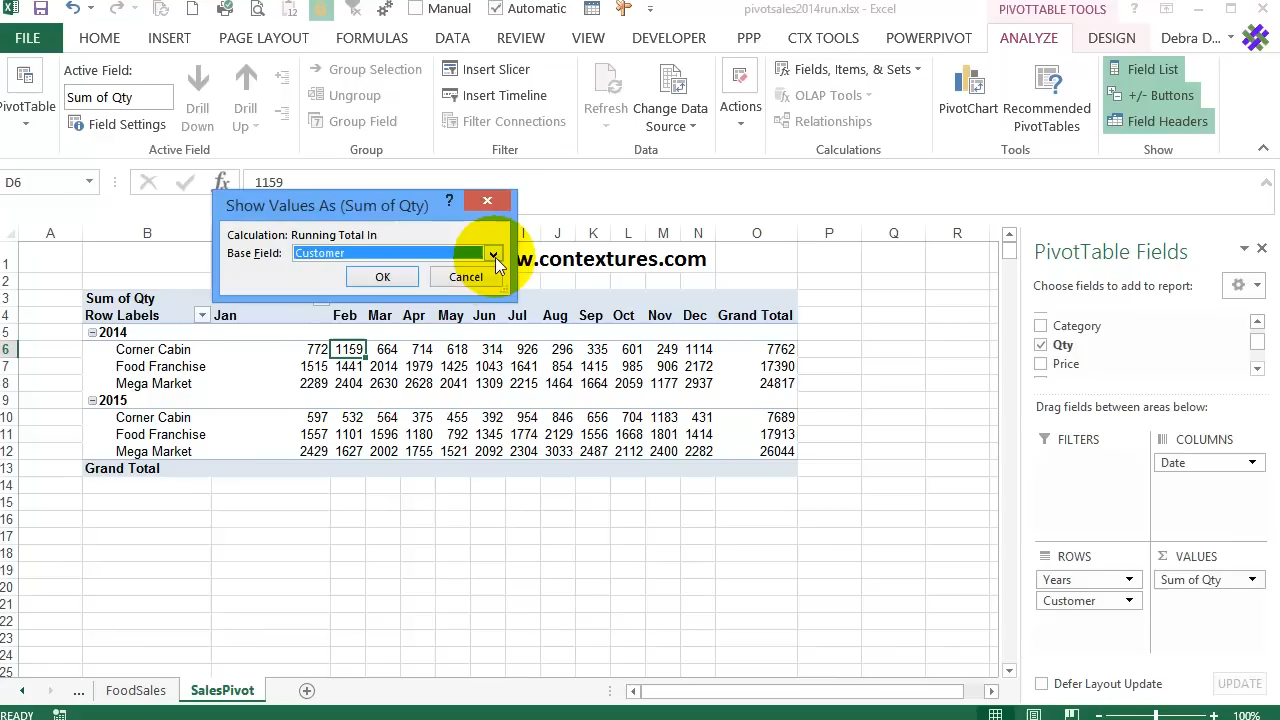 Manual Automatic pivotsales2014run.xlsx - Excel PIVOTTABLE TOOLS ?
FILE HOME INSERT PAGE LAYOUT FORMULAS DATA REVIEW VIEW DEVELOPER PPP CTX TOOLS POWERPIVOT ANALYZE DESIGN Debra D...
Active Field:
Sum of Qty
Field Settings
PivotTable
Drill Down
Drill Up
Active Field
Group Selection
Ungroup
Group Field
Group
Insert Slicer
Insert Timeline
Filter Connections
Filter
Refresh
Change Data Source
Data
Actions
Fields, Items, & Sets
OLAP Tools
Relationships
Calculations
PivotChart
Recommended PivotTables
Tools
Field List
+/- Buttons
Field Headers
Show
D6 fx 1159
Show Values As (Sum of Qty) ?
Calculation: Running Total In
Base Field: Customer
OK Cancel
A B I J K L M N O P Q R
1 w.contextures.com
2
3 Sum of Qty
4 Row Labels Jan Feb Mar Apr May Jun Jul Aug Sep Oct Nov Dec Grand Total
5 2014
6 Corner Cabin 772 1159 664 714 618 314 926 296 335 601 249 1114 7762
7 Food Franchise 1513 1441 2014 1979 1425 1043 1641 854 1415 985 906 2172 17390
8 Mega Market 2285 2404 2630 2628 2041 1309 2215 1464 1664 2059 1177 2937 24817
9 2015
10 Corner Cabin 597 532 564 375 455 392 954 846 656 704 1183 431 7689
11 Food Franchise 1557 1101 1596 1180 792 1345 1774 2129 1556 1668 1801 1414 17913
12 Mega Market 2429 1627 2002 1755 1521 2092 2304 3033 2487 2112 2400 2282 26044
13 Grand Total
14
15
16
17
18
19
20
21
22
23
24
25
PivotTable Fields
Choose fields to add to report:
Category
Qty
Price
Drag fields between areas below:
FILTERS
COLUMNS
Date
ROWS
Years
Customer
VALUES
Sum of Qty
Defer Layout Update UPDATE
... FoodSales SalesPivot
READY 100%